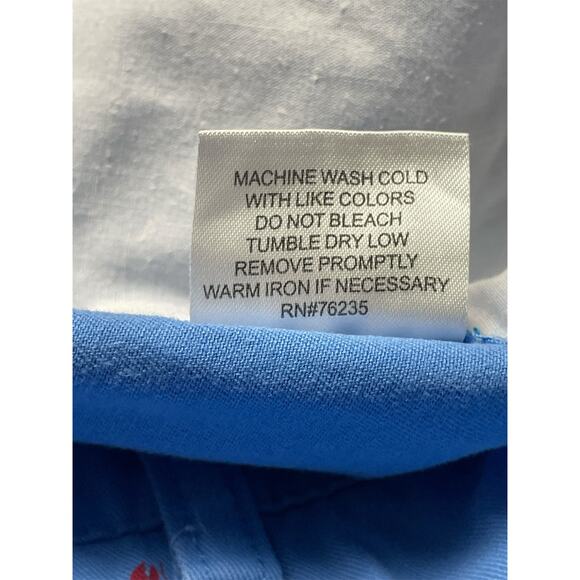 MACHINE WASH COLD
WITH LIKE COLORS
DO NOT BLEACH
TUMBLE DRY LOW
REMOVE PROMPTLY
WARM IRON IF NECESSARY
RN#76235